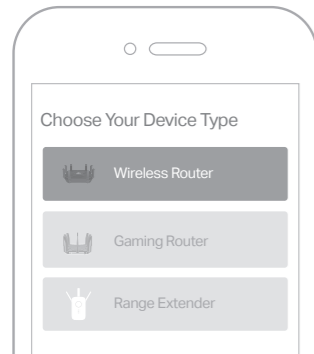 Choose Your Device Type
Wireless Router
Gaming Router
Range Extender